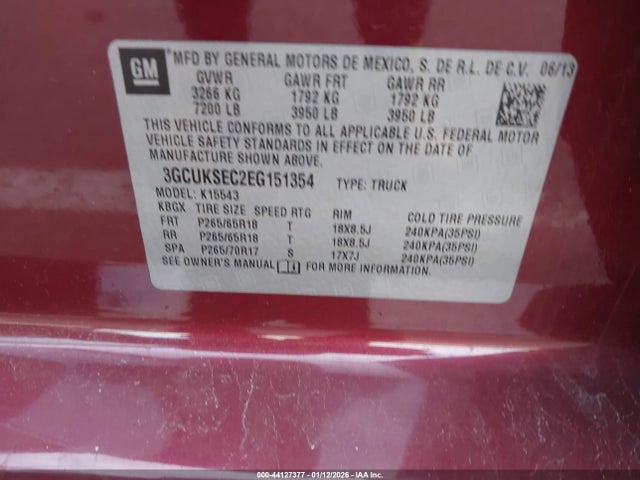 GM
MFD BY GENERAL MOTORS DE MEXICO, S. DE R.L. DE C.V. 06/13
GVWR GAWR FRT GAWR RR
3266 KG 1792 KG 1792 KG
7200 LB 3950 LB 3950 LB
THIS VEHICLE CONFORMS TO ALL APPLICABLE U.S. FEDERAL MOTOR
VEHICLE SAFETY STANDARDS IN EFFECT ON THE DATE OF
MANUFACTURE SHOWN ABOVE.
3GCUKSEC2EG151354 TYPE: TRUCK
MODEL: K15543
KBGX TIRE SIZE SPEED RTG RIM COLD TIRE PRESSURE
FRT P265/65R18 T 18X8.5J 240KPA(35PSI)
RR P265/65R18 T 18X8.5J 240KPA(35PSI)
SPA P265/70R17 S 17X7J 240KPA(35PSI)
SEE OWNER'S MANUAL FOR MORE INFORMATION.
000-44127377 - 01/12/2026 - IAA Inc.